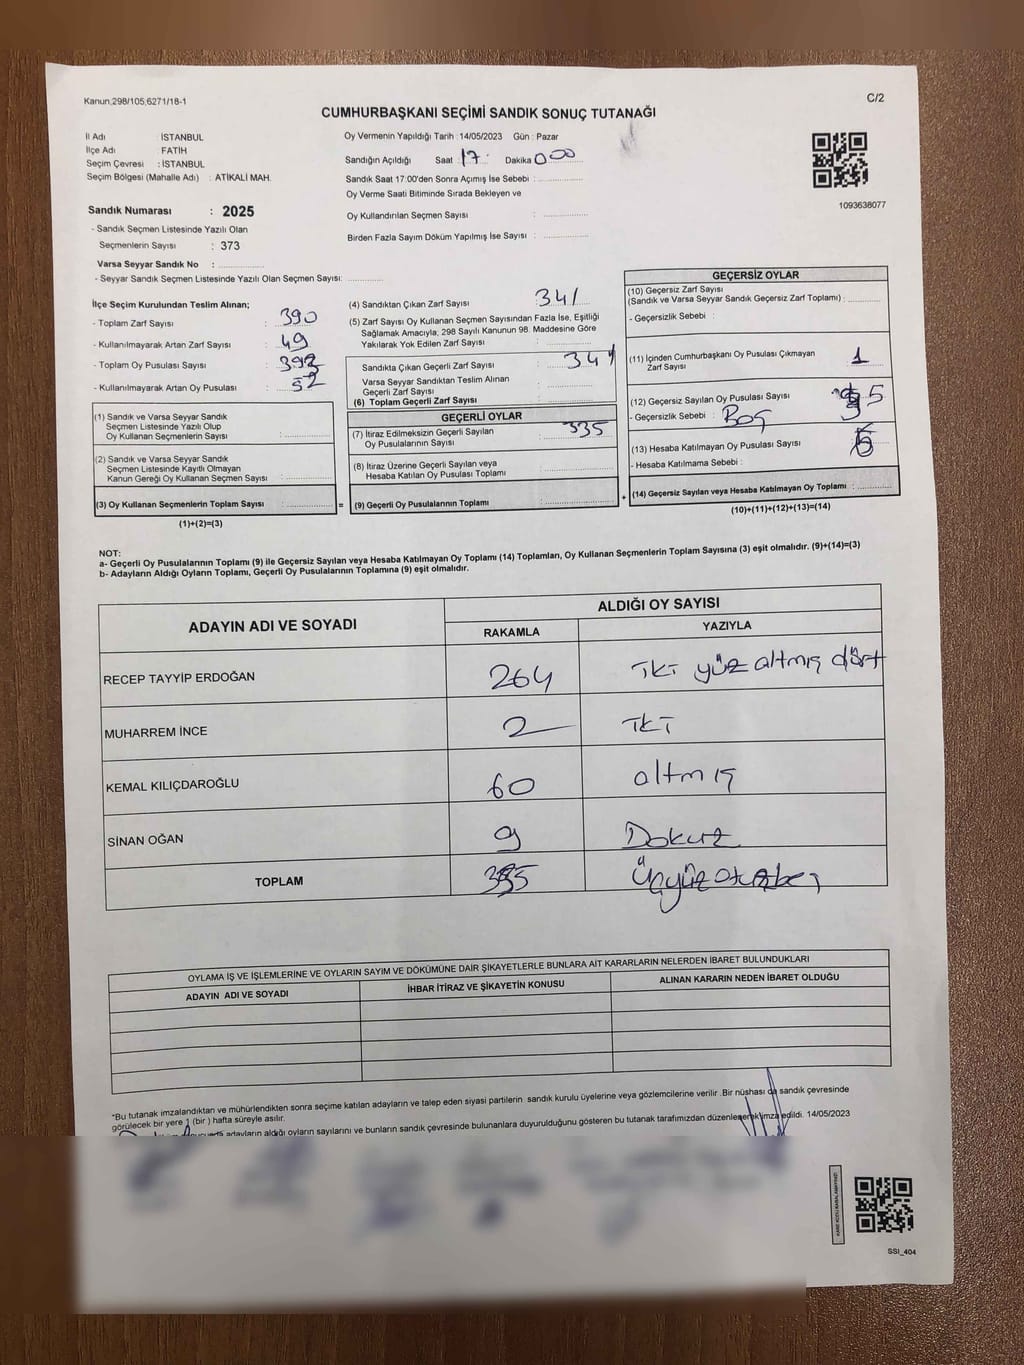 Kanun,298/105,6271/18-1
C/2
CUMHURBAŞKANI SEÇİMİ SANDIK SONUÇ TUTANAĞI
İl Adı İSTANBUL
İlçe Adı FATİH
Seçim Çevresi : İSTANBUL
Seçim Bölgesi (Mahalle Adı) : ATİKALİ MAH.
Sandık Numarası : 2025
- Sandık Seçmen Listesinde Yazılı Olan
Seçmenlerin Sayısı : 373
Varsa Seyyar Sandık No :
- Seyyar Sandık Seçmen Listesinde Yazılı Olan Seçmen Sayısı:
Oy Vermenin Yapıldığı Tarih : 14/05/2023 Gün : Pazar
Sandığın Açıldığı Saat : 17 Dakika
Sandık Saat 17:00'den Sonra Açımış İse Sebebi :
Oy Verme Saati Bitiminde Sırada Bekleyen ve
Oy Kullandırılan Seçmen Sayısı :
Birden Fazla Sayım Döküm Yapılmış İse Sayısı :
1093638077
İlçe Seçim Kurulundan Teslim Alınan;
- Toplam Zarf Sayısı : 390
- Kullanılmayarak Artan Zarf Sayısı : 49
- Toplam Oy Pusulası Sayısı :
- Kullanılmayarak Artan Oy Pusulası : 52
(1) Sandık ve Varsa Seyyar Sandık
Seçmen Listesinde Yazılı Olup
Oy Kullanan Seçmenlerin Sayısı :
(2) Sandık ve Varsa Seyyar Sandık
Seçmen Listesinde Kayıtlı Olmayan
Kanun Gereği Oy Kullanan Seçmen Sayısı :
(3) Oy Kullanan Seçmenlerin Toplam Sayısı : =
(1)+(2)=(3)
(4) Sandıktan Çıkan Zarf Sayısı : 341
(5) Zarf Sayısı Oy Kullanan Seçmen Sayısından Fazla İse, Eşitliği
Sağlamak Amacıyla, 298 Sayılı Kanunun 98. Maddesine Göre
Yakılarak Yok Edilen Zarf Sayısı :
Sandıkta Çıkan Geçerli Zarf Sayısı : 341
Varsa Seyyar Sandıktan Teslim Alınan
Geçerli Zarf Sayısı :
(6) Toplam Geçerli Zarf Sayısı :
GEÇERLİ OYLAR
(7) İtiraz Edilmeksizin Geçerli Sayılan
Oy Pusulalarının Sayısı : 335
(8) İtiraz Üzerine Geçerli Sayılan veya
Hesaba Katılan Oy Pusulası Toplamı :
(9) Geçerli Oy Pusulalarının Toplamı : +
GEÇERSİZ OYLAR
(10) Geçersiz Zarf Sayısı
(Sandık ve Varsa Seyyar Sandık Geçersiz Zarf Toplamı) :
- Geçersizlik Sebebi :
(11) İçinden Cumhurbaşkanı Oy Pusulası Çıkmayan
Zarf Sayısı : 1
(12) Geçersiz Sayılan Oy Pusulası Sayısı : 5
- Geçersizlik Sebebi : Boş
(13) Hesaba Katılmayan Oy Pusulası Sayısı :
- Hesaba Katılmama Sebebi :
(14) Geçersiz Sayılan veya Hesaba Katılmayan Oy Toplamı :
(10)+(11)+(12)+(13)=(14)
NOT:
a- Geçerli Oy Pusulalarının Toplamı (9) ile Geçersiz Sayılan veya Hesaba Katılmayan Oy Toplamı (14) Toplamları, Oy Kullanan Seçmenlerin Toplam Sayısına (3) eşit olmalıdır. (9)+(14)=(3)
b- Adayların Aldığı Oyların Toplamı, Geçerli Oy Pusulalarının Toplamına (9) eşit olmalıdır.
ADAYIN ADI VE SOYADI
ALDIĞI OY SAYISI
RAKAMLA YAZIYLA
RECEP TAYYİP ERDOĞAN 264 İki yüz altmış dört
MUHARREM İNCE 2 İki
KEMAL KILIÇDAROĞLU 60 altmış
SİNAN OĞAN 9 Dokuz
TOPLAM 335 Üçyüz otuzbeş
OYLAMA İŞ VE İŞLEMLERİNE VE OYLARIN SAYIM VE DÖKÜMÜNE DAİR ŞİKAYETLERLE BUNLARA AİT KARARLARIN NELERDEN İBARET BULUNDUKLARI
ADAYIN ADI VE SOYADI İHBAR İTİRAZ VE ŞİKAYETİN KONUSU ALINAN KARARIN NEDEN İBARET OLDUĞU
*Bu tutanak imzalandıktan ve mühürlendikten sonra seçime katılan adayların ve talep eden siyasi partilerin sandık kurulu üyelerine veya gözlemcilerine verilir .Bir nüshası da sandık çevresinde
görülecek bir yere 1 (bir ) hafta süreyle asılır.
adayların aldığı oyların sayılarını ve bunların sandık çevresinde bulunanlara duyurulduğunu gösteren bu tutanak tarafımızdan düzenlenerek imza edildi. 14/05/2023
SSI_404